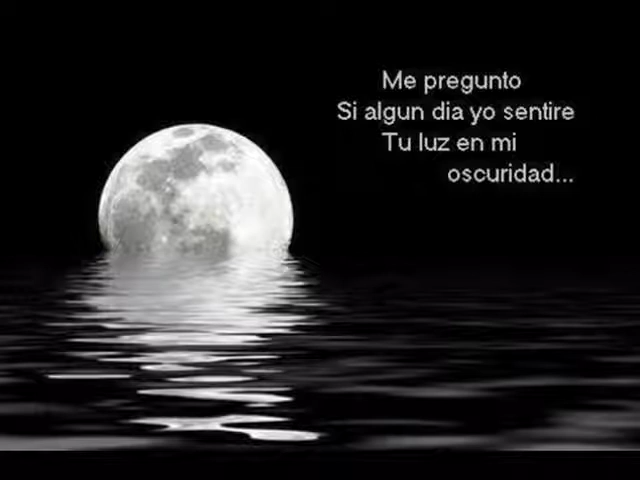 Me pregunto
Si algun dia yo sentire
Tu luz en mi
oscuridad...